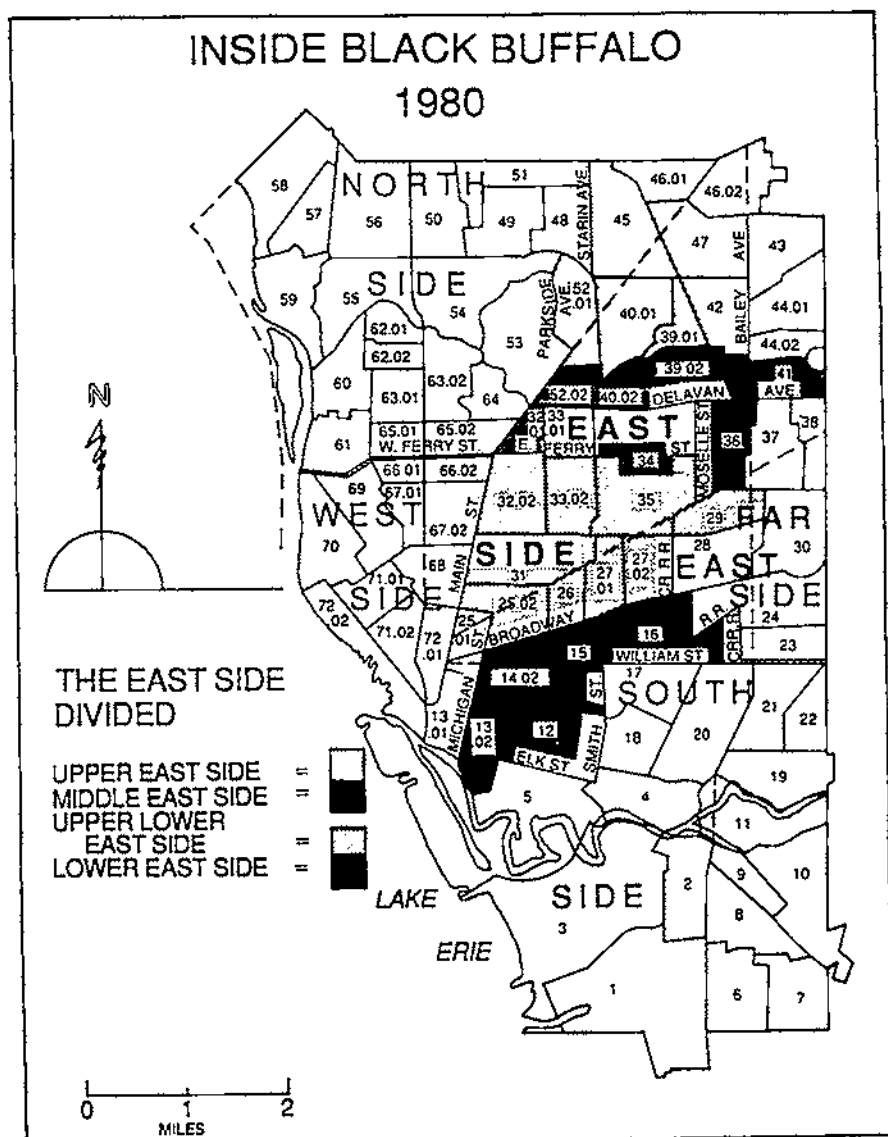 INSIDE BLACK BUFFALO
1980
58
57
NORTH
56
50
51
49
48
STARIN AVE.
45
46.01
46.02
47
BAILEY AVE
43
59
55
SIDE
54
53
PARKSIDE AVE.
52.01
40.01
42
44.01
44.02
62.01
62.02
39.01
39.02
41
AVE.
60
63.01
63.02
64
52.02
40.02
DELAVAN
61
65.01
65.02
W. FERRY ST.
32.01
33.01
EAST
E. FERRY ST
34
MOSELLE ST.
36
37
38
N
66.01
66.02
69
67.01
WEST
67.02
ST
32.02
33.02
35
29
FAR
70
68
MAIN
SIDE
31
27.01
27.02
CR RR
28
EAST
30
71.01
SIDE
72.02
71.02
72.01
25.01
ST.
25.02
26
BROADWAY
R.R.
SIDE
24
CRR.R
23
16
15
WILLIAM ST
THE EAST SIDE
DIVIDED
14.02
ST.
17
SOUTH
21
22
13.01
MICHIGAN
13.02
12
SMITH
18
20
ELK ST
19
UPPER EAST SIDE =
MIDDLE EAST SIDE =
UPPER LOWER
EAST SIDE =
LOWER EAST SIDE =
5
4
11
LAKE
ERIE
SIDE
3
2
9
10
8
1
6
7
0 1 2
MILES